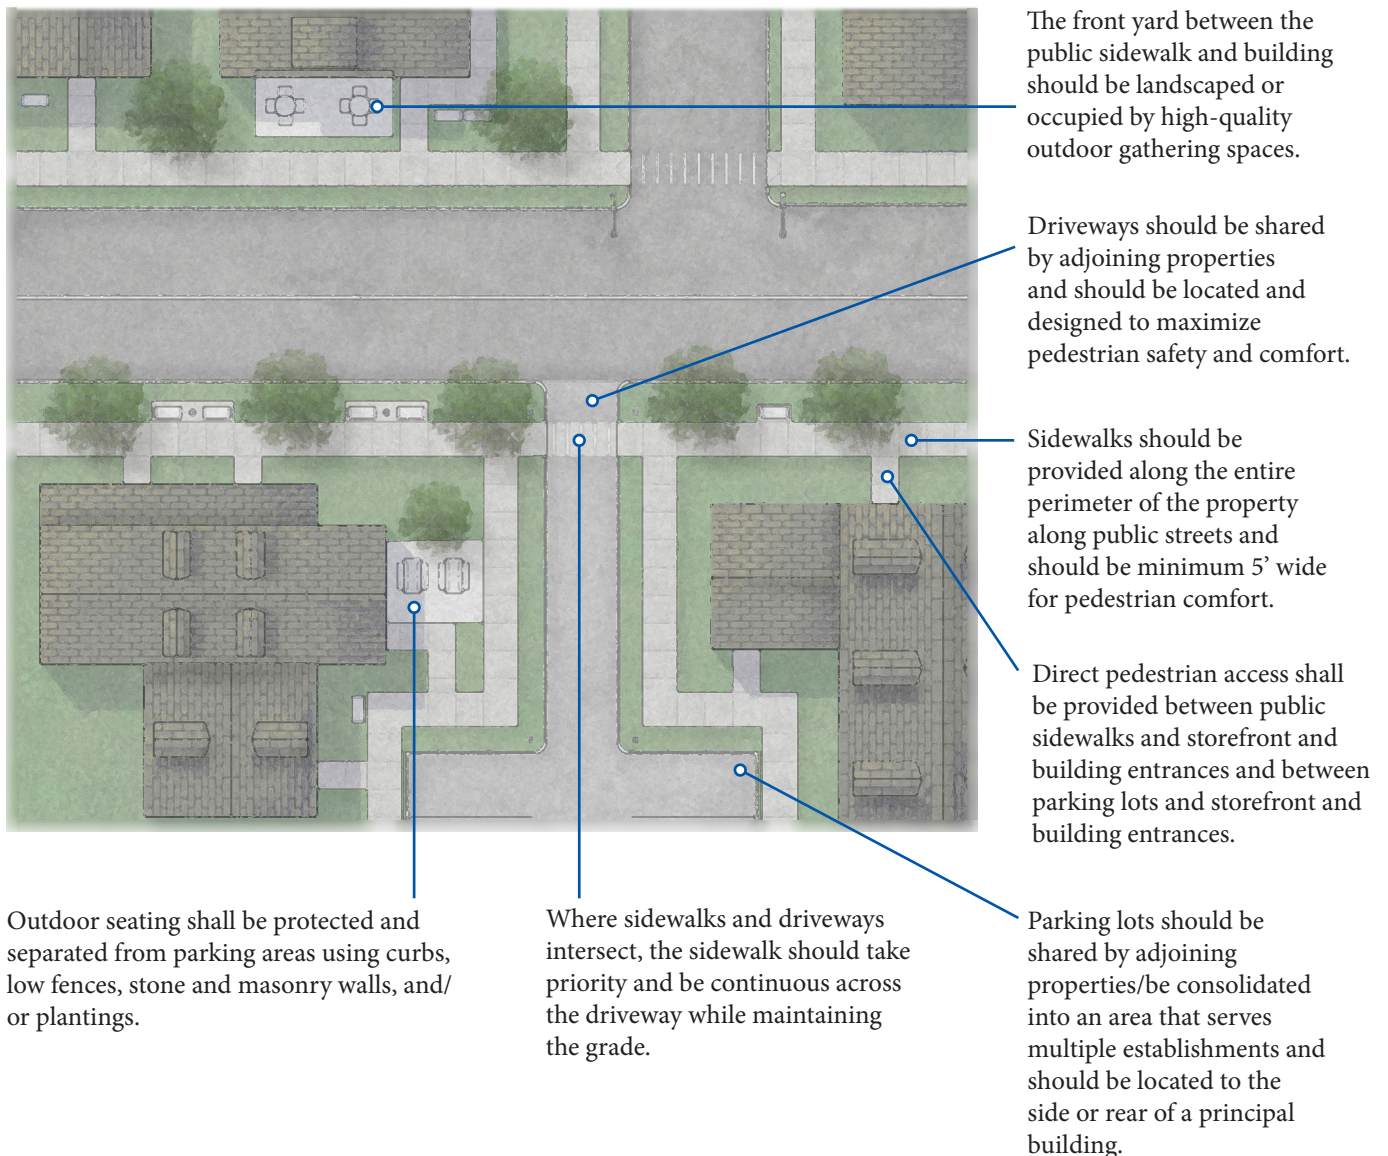 The front yard between the
public sidewalk and building
should be landscaped or
occupied by high-quality
outdoor gathering spaces.
Driveways should be shared
by adjoining properties
and should be located and
designed to maximize
pedestrian safety and comfort.
Sidewalks should be
provided along the entire
perimeter of the property
along public streets and
should be minimum 5’ wide
for pedestrian comfort.
Direct pedestrian access shall
be provided between public
sidewalks and storefront and
building entrances and between
parking lots and storefront and
building entrances.
Outdoor seating shall be protected and
separated from parking areas using curbs,
low fences, stone and masonry walls, and/
or plantings.
Where sidewalks and driveways
intersect, the sidewalk should take
priority and be continuous across
the driveway while maintaining
the grade.
Parking lots should be
shared by adjoining
properties/be consolidated
into an area that serves
multiple establishments and
should be located to the
side or rear of a principal
building.